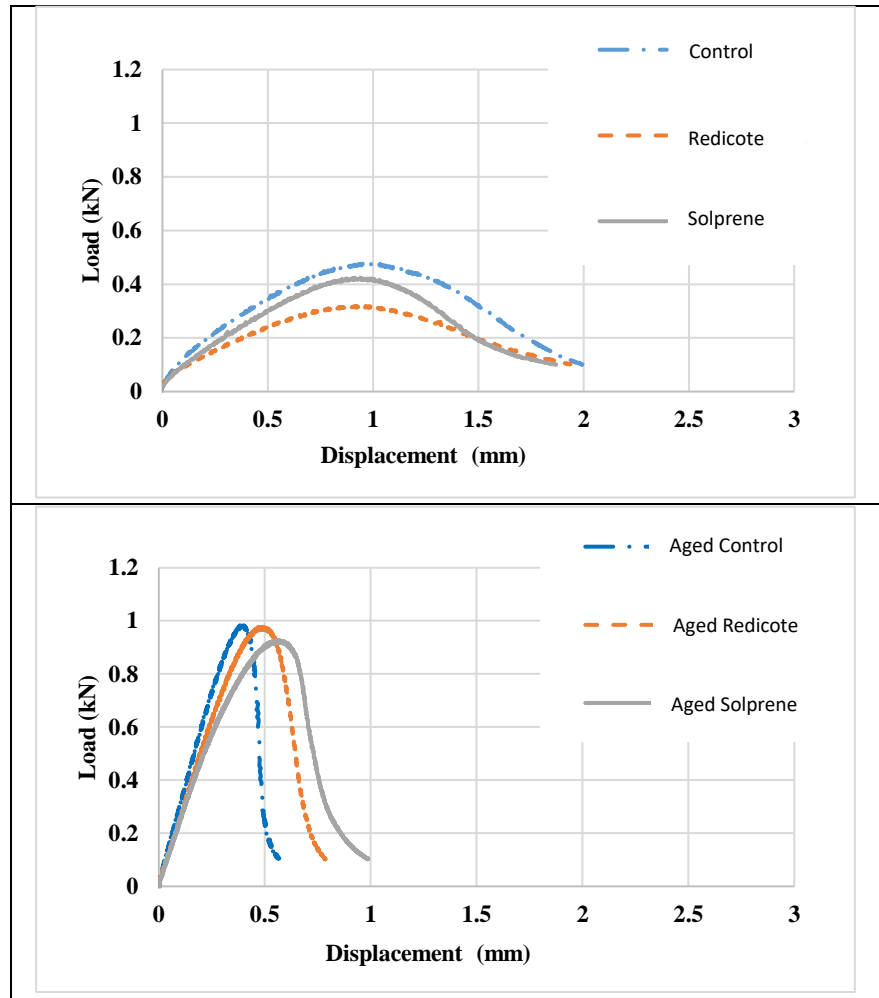 Control
Redicote
Solprene
1.2
1
0.8
0.6
0.4
0.2
0
Load (kN)
0 0.5 1 1.5 2 2.5 3
Displacement (mm)
Aged Control
Aged Redicote
Aged Solprene
1.2
1
0.8
0.6
0.4
0.2
0
Load (kN)
0 0.5 1 1.5 2 2.5 3
Displacement (mm)